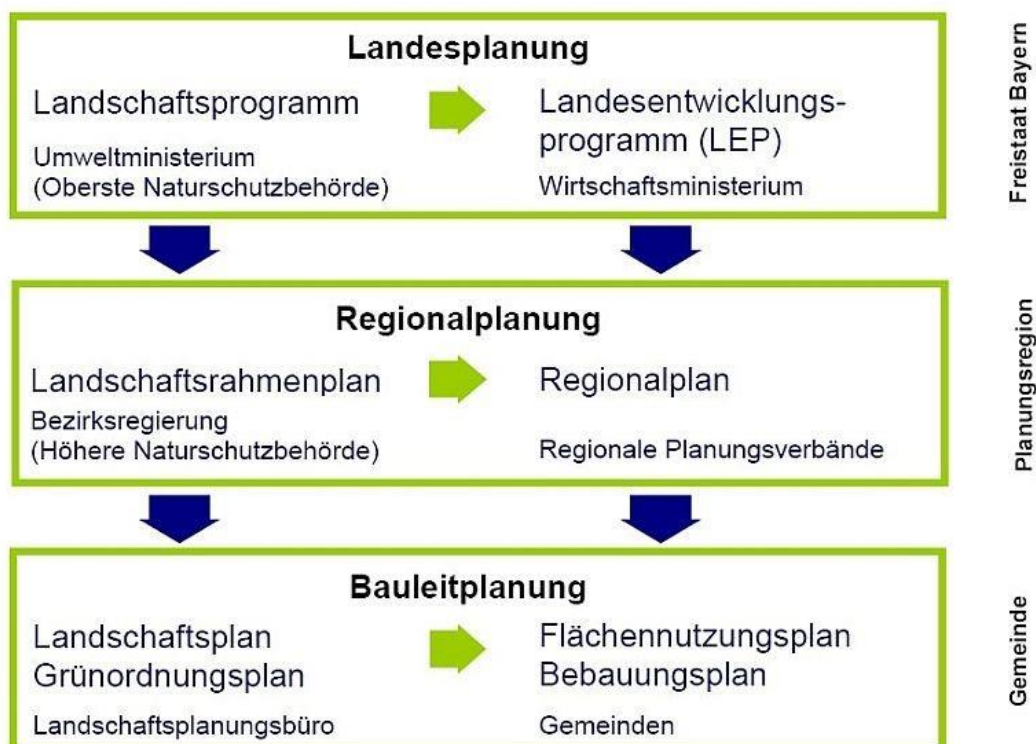 Landesplanung
Landschaftsprogramm
Umweltministerium
(Oberste Naturschutzbehörde)
Landesentwicklungs-
programm (LEP)
Wirtschaftsministerium
Freistaat Bayern
Regionalplanung
Landschaftsrahmenplan
Bezirksregierung
(Höhere Naturschutzbehörde)
Regionalplan
Regionale Planungsverbände
Planungsregion
Bauleitplanung
Landschaftsplan
Grünordnungsplan
Landschaftsplanungsbüro
Flächennutzungsplan
Bebauungsplan
Gemeinden
Gemeinde